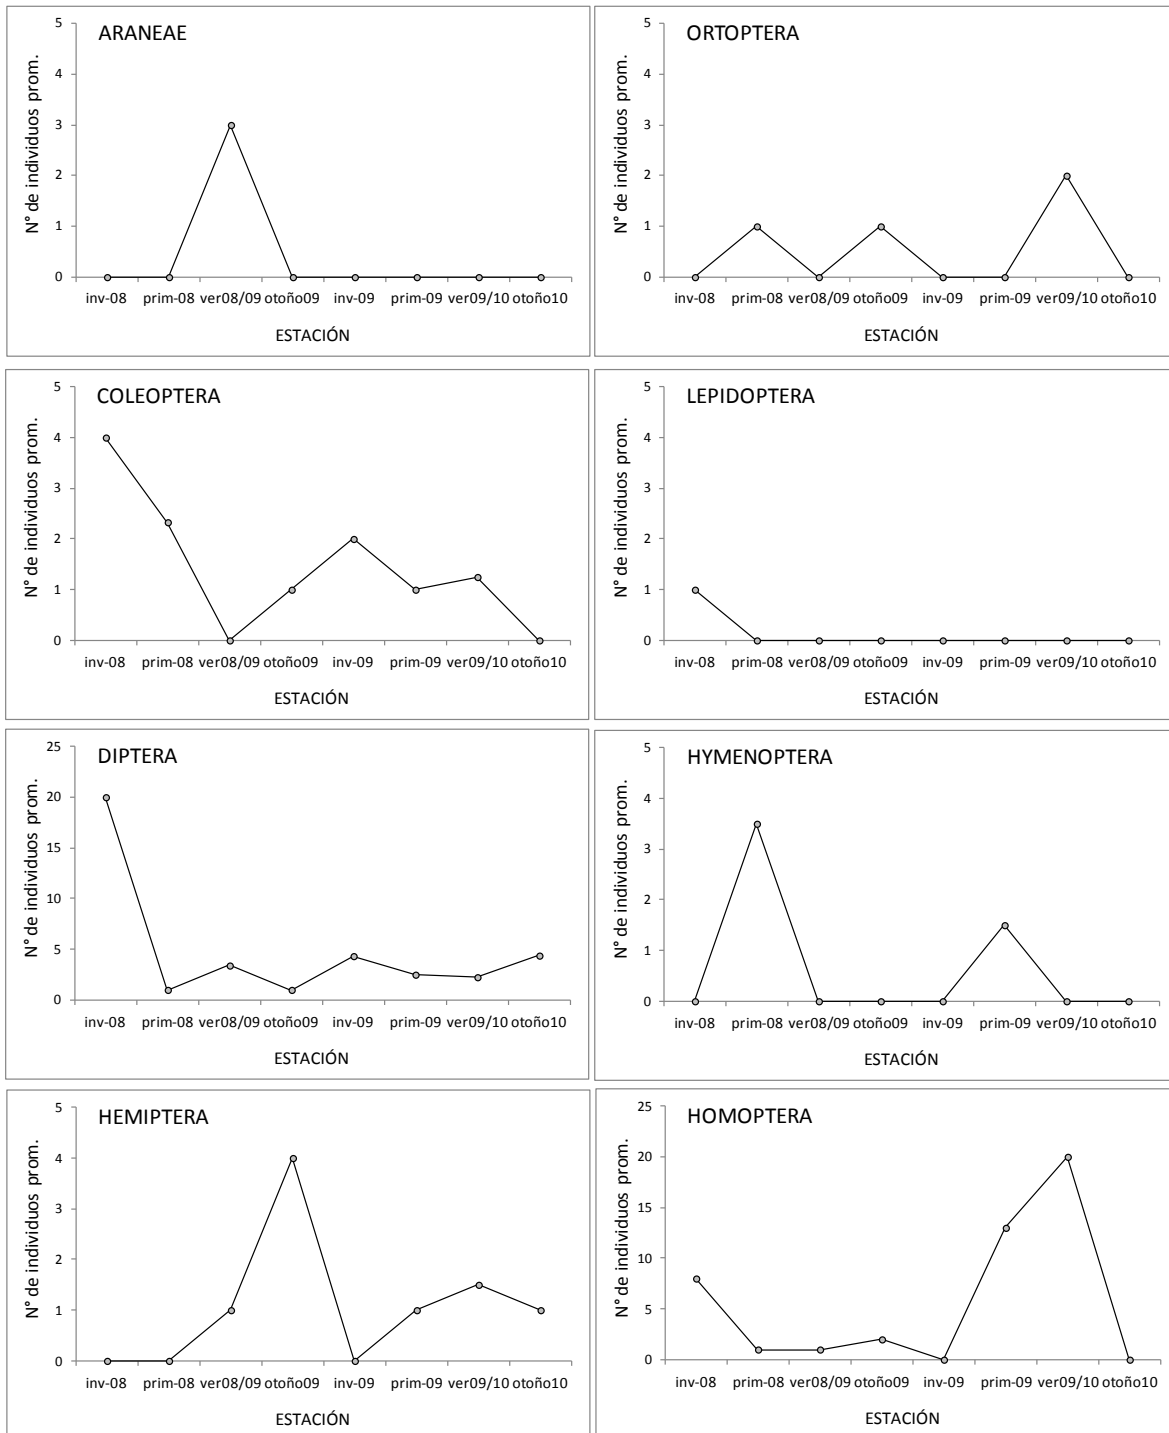 ARANEAE
N° de individuos prom.
5
4
3
2
1
0
inv-08 prim-08 ver08/09 otoño09 inv-09 prim-09 ver09/10 otoño10
ESTACIÓN
ORTOPTERA
N° de individuos prom.
5
4
3
2
1
0
inv-08 prim-08 ver08/09 otoño09 inv-09 prim-09 ver09/10 otoño10
ESTACIÓN
COLEOPTERA
N° de individuos prom.
5
4
3
2
1
0
inv-08 prim-08 ver08/09 otoño09 inv-09 prim-09 ver09/10 otoño10
ESTACIÓN
LEPIDOPTERA
N° de individuos prom.
5
4
3
2
1
0
inv-08 prim-08 ver08/09 otoño09 inv-09 prim-09 ver09/10 otoño10
ESTACIÓN
DIPTERA
N° de individuos prom.
25
20
15
10
5
0
inv-08 prim-08 ver08/09 otoño09 inv-09 prim-09 ver09/10 otoño10
ESTACIÓN
HYMENOPTERA
N° de individuos prom.
5
4
3
2
1
0
inv-08 prim-08 ver08/09 otoño09 inv-09 prim-09 ver09/10 otoño10
ESTACIÓN
HEMIPTERA
N° de individuos prom.
5
4
3
2
1
0
inv-08 prim-08 ver08/09 otoño09 inv-09 prim-09 ver09/10 otoño10
ESTACIÓN
HOMOPTERA
N° de individuos prom.
25
20
15
10
5
0
inv-08 prim-08 ver08/09 otoño09 inv-09 prim-09 ver09/10 otoño10
ESTACIÓN